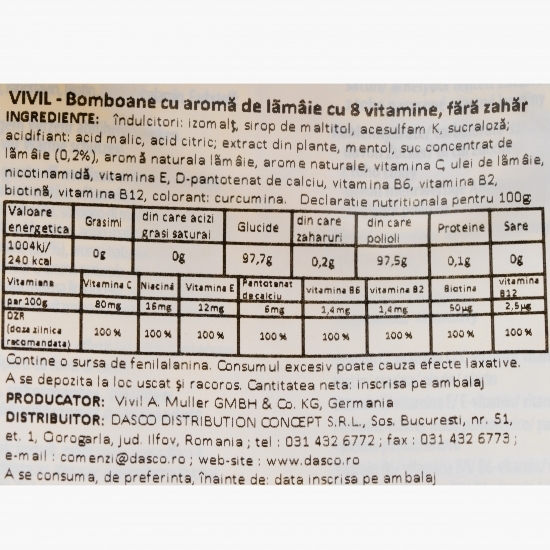 VIVIL - Bomboane cu aromă de lămâie cu 8 vitamine, fără zahăr
INGREDIENTE: îndulcitori: izomalţ, sirop de maltitol, acesulfam K, sucraloză;
acidifiant: acid malic, acid citric; extract din plante, mentol, suc concentrat de
lămâie (0,2%), aromă naturala lămâie, arome naturale, vitamina C, ulei de lămâie,
nicotinamidă, vitamina E, D-pantotenat de calciu, vitamina B6, vitamina B2,
biotină, vitamina B12, colorant: curcumina. Declaratie nutritionala pentru 100g
Valoare energetica Grasimi din care acizi grasi saturai Glucide din care zaharuri din care polioli Proteine Sare
1004kj/ 240 kcal 0g 0g 97,7g 0,2g 97,5g 0,1g 0g
Vitamine Vitamina C Niacină Vitamina E Pantotenat de calciu vitamina B6 vitamina B2 Biotina vitamina B12
par 100g 80mg 16mg 12mg 6mg 1,4mg 1,4mg 50µg 2,5µg
DZR (doza zilnica recomandata) 100% 100% 100% 100% 100% 100% 100% 100%
Contine o sursa de fenilalanina. Consumul excesiv poate cauza efecte laxative.
A se depozita la loc uscat şi racoros. Cantitatea neta: inscrisa pe ambalaj
PRODUCATOR: Vivil A. Muller GMBH & Co. KG, Germania
DISTRIBUITOR: DASCO DISTRIBUTION CONCEPT S.R.L., Sos. Bucuresti, nr. 51,
et. 1, Ciorogarla, jud. Ilfov, Romania ; tel : 031 432 6772 ; fax : 031 432 6773 ;
e-mail : comenzi@dasco.ro ; web-site : www.dasco.ro
A se consuma, de preferinta, înainte de: data inscrisa pe ambalaj